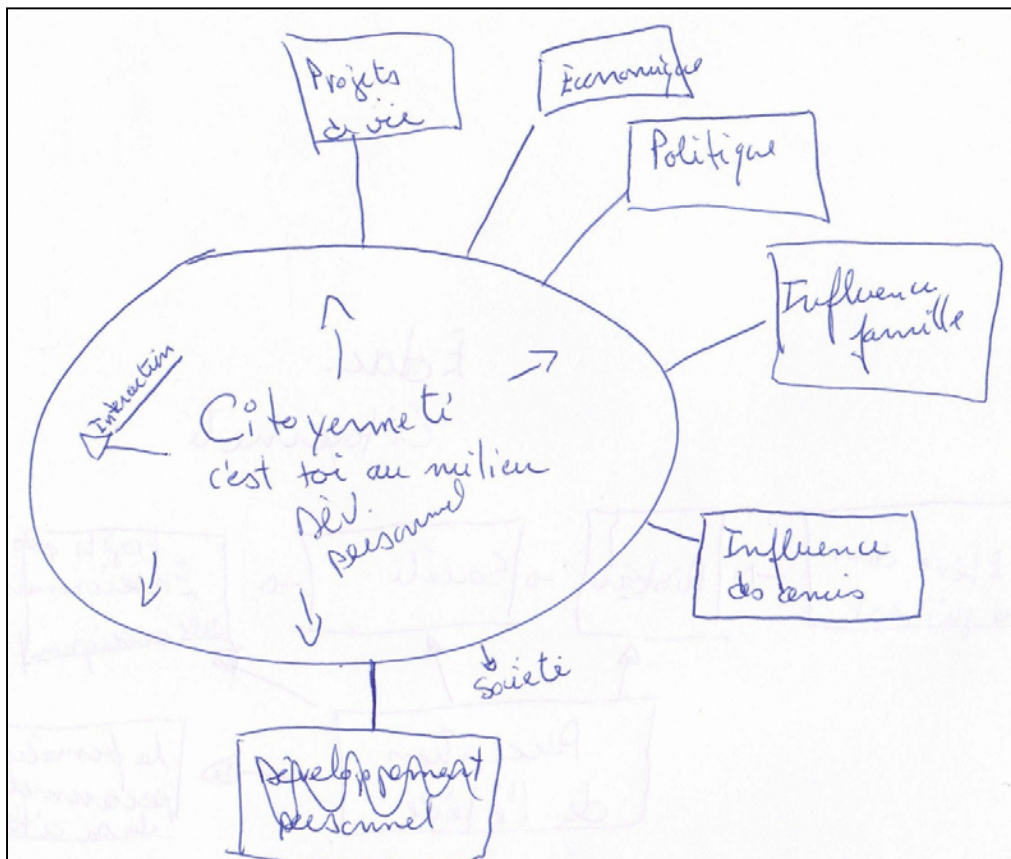 Projets
de vie
Économique
Politique
Influence
famille
Interaction
Citoyenneté
c'est toi au milieu
Dév.
personnel
Influence
des amis
Société
Développement
personnel